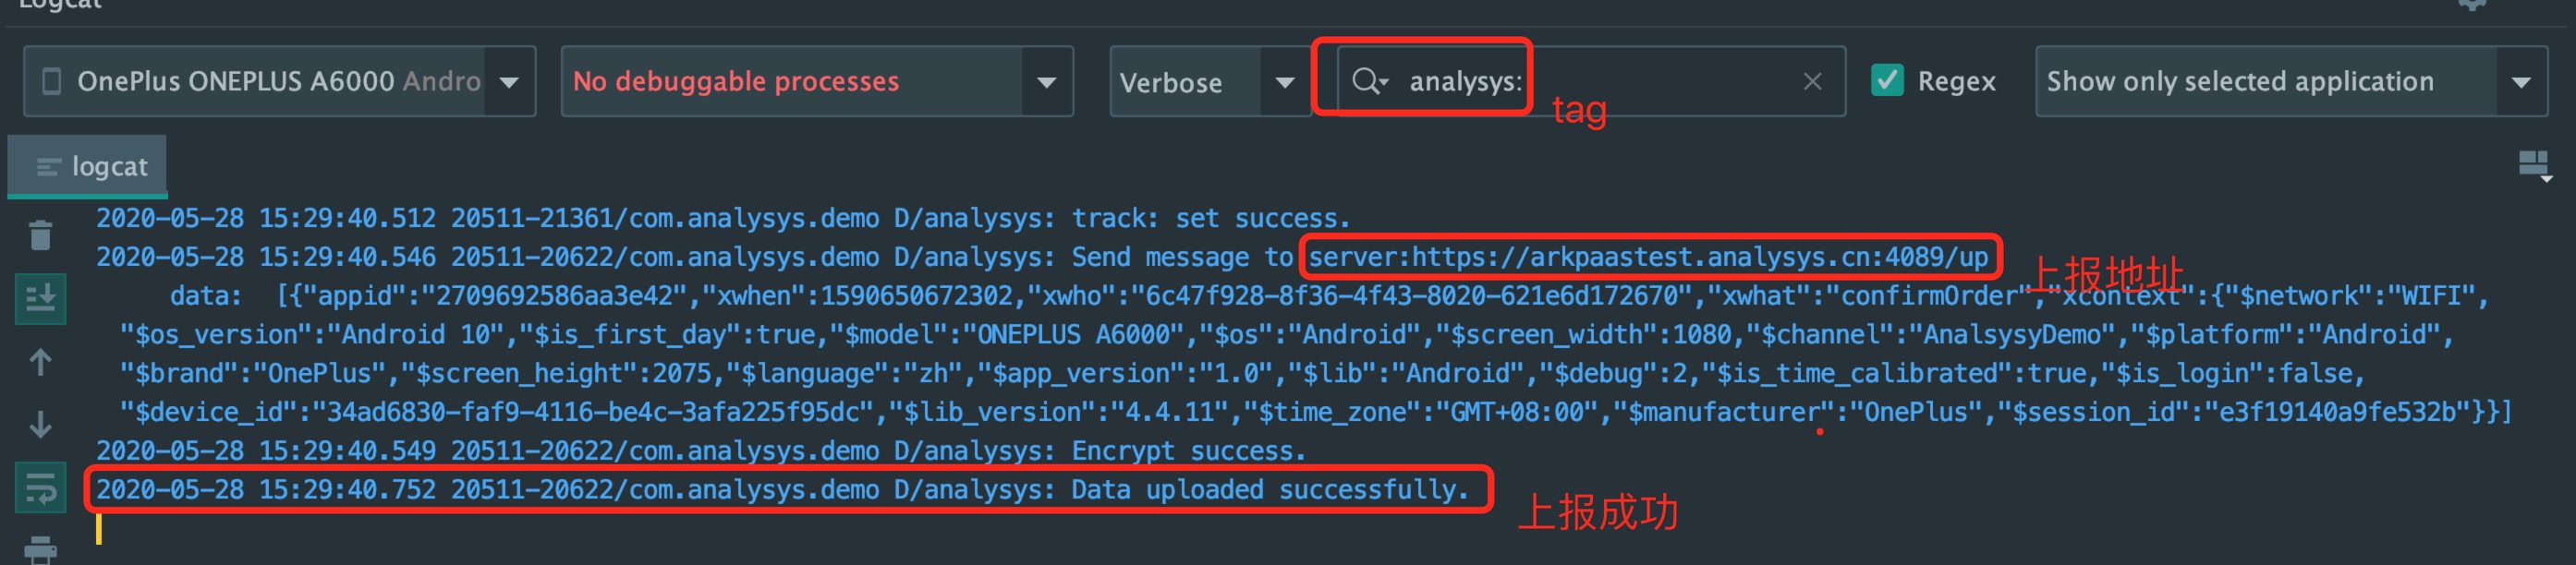 Logcat
OnePlus ONEPLUS A6000 Andro
No debuggable processes
Verbose
analysys:
Regex
Show only selected application
tag
logcat
2020-05-28 15:29:40.512 20511-21361/com.analysys.demo D/analysys: track: set success.
2020-05-28 15:29:40.546 20511-20622/com.analysys.demo D/analysys: Send message to server:https://arkpaastest.analysys.cn:4089/up
上报地址
data: [{"appid":"2709692586aa3e42","xwhen":1590650672302,"xwho":"6c47f928-8f36-4f43-8020-621e6d172670","xwhat":"confirmOrder","xcontext":{"$network":"WIFI",
"$os_version":"Android 10","$is_first_day":true,"$model":"ONEPLUS A6000","$os":"Android","$screen_width":1080,"$channel":"AnalsysyDemo","$platform":"Android",
"$brand":"OnePlus","$screen_height":2075,"$language":"zh","$app_version":"1.0","$lib":"Android","$debug":2,"$is_time_calibrated":true,"$is_login":false,
"$device_id":"34ad6830-faf9-4116-be4c-3afa225f95dc","$lib_version":"4.4.11","$time_zone":"GMT+08:00","$manufacturer":"OnePlus","$session_id":"e3f19140a9fe532b"}}]
2020-05-28 15:29:40.549 20511-20622/com.analysys.demo D/analysys: Encrypt success.
2020-05-28 15:29:40.752 20511-20622/com.analysys.demo D/analysys: Data uploaded successfully.
上报成功